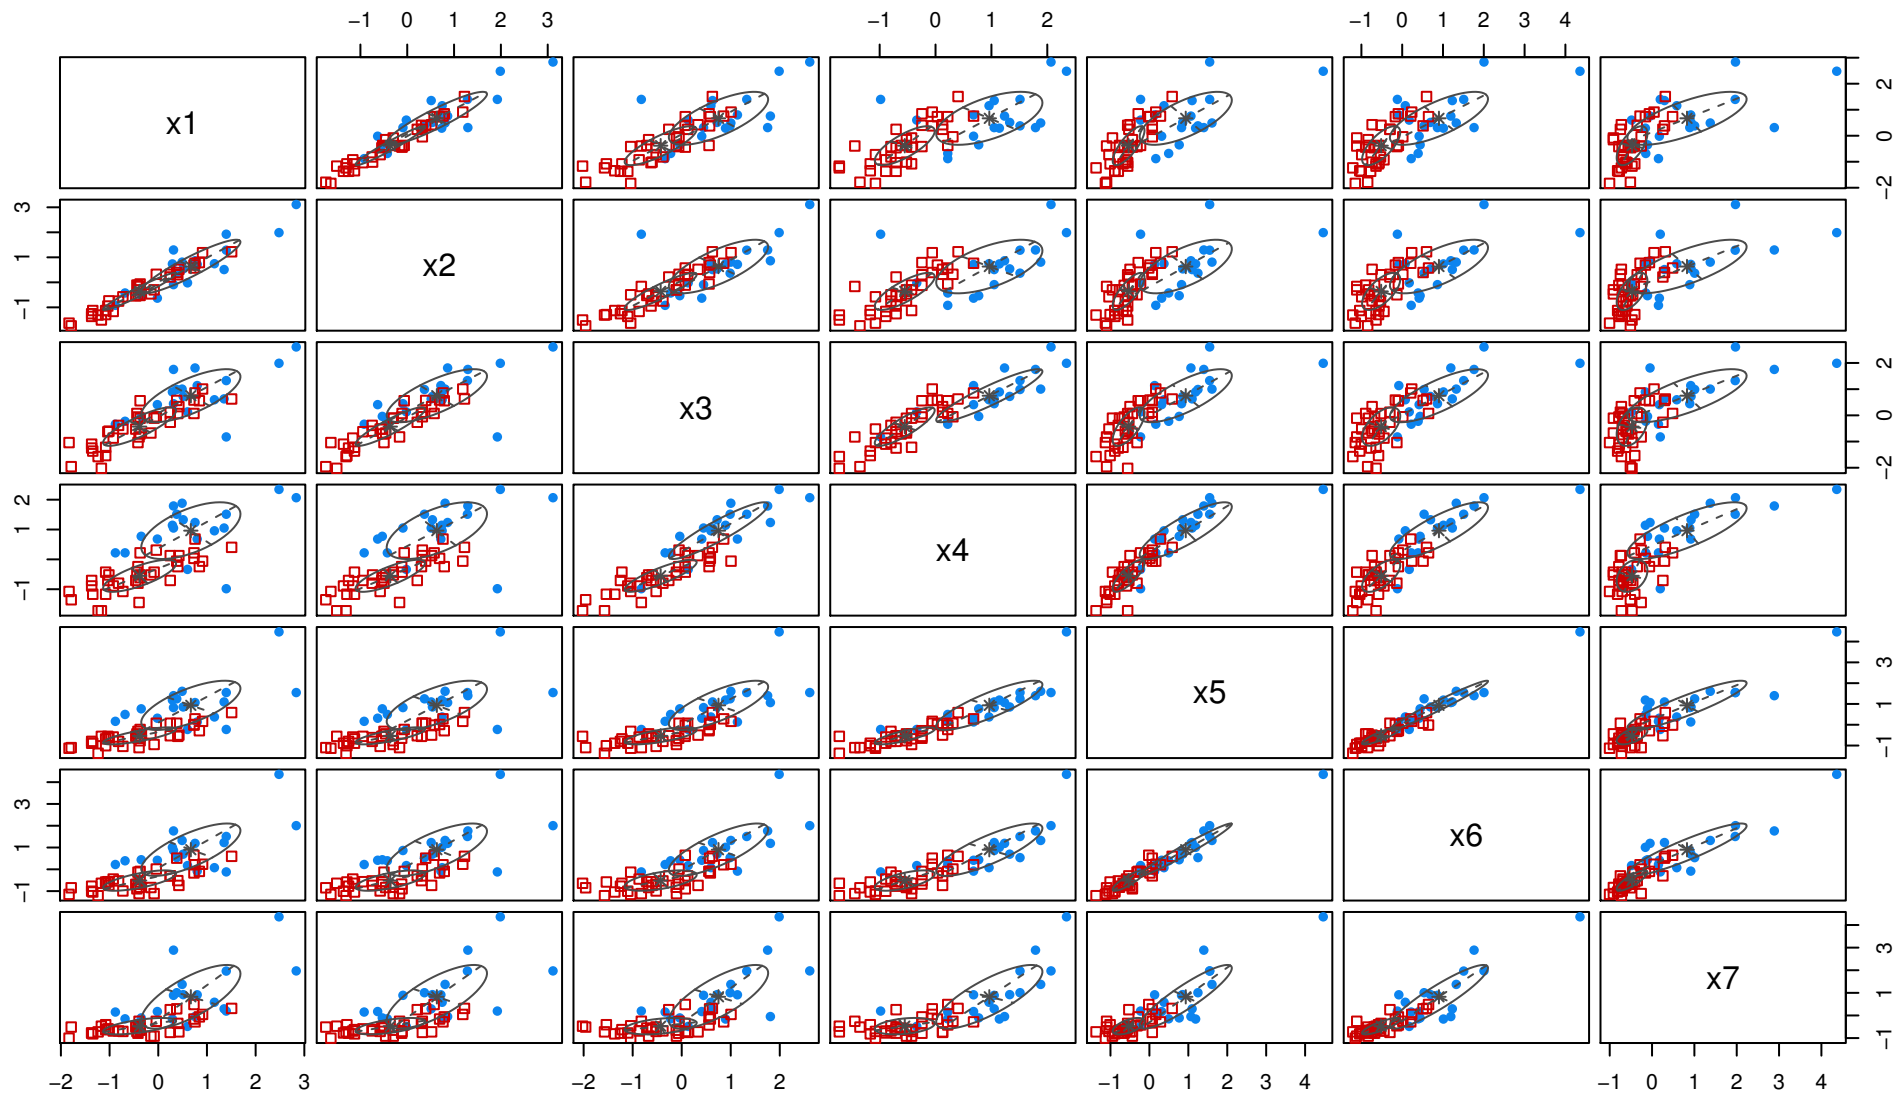 −1 0 1 2 3 −1 0 1 2 −1 0 1 2 3 4
x1 −2 0 2
−1 1 3 x2
x3 −2 0 2
−1 1 2 x4
x5 −1 1 3
−1 1 3 x6
x7 −1 1 3
−2 −1 0 1 2 3 −2 −1 0 1 2 −1 0 1 2 3 4 −1 0 1 2 3 4